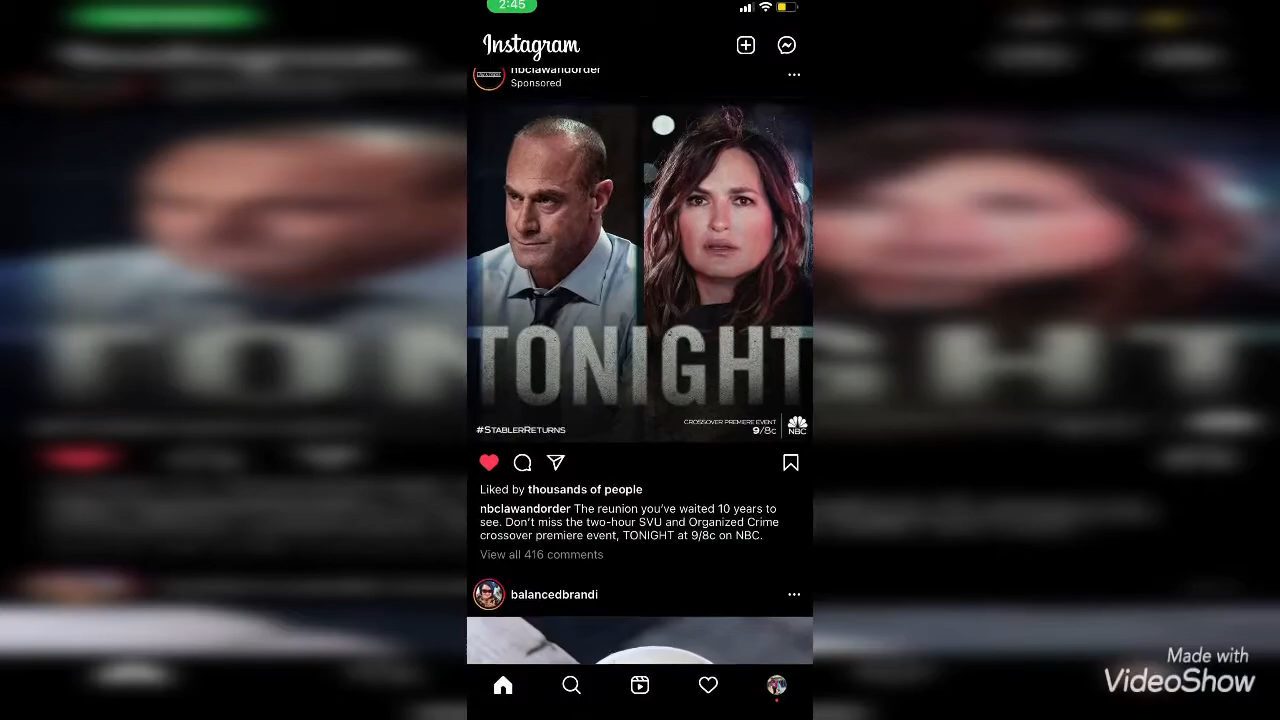 2:45
Instagram
nbclawandorder
Sponsored
TONIGHT
#STABLERRETURNS
CROSSOVER PREMIERE EVENT
9/8c
NBC
Liked by thousands of people
nbclawandorder The reunion you've waited 10 years to
see. Don't miss the two-hour SVU and Organized Crime
crossover premiere event, TONIGHT at 9/8c on NBC.
View all 416 comments
balancedbrandi
Made with
VideoShow